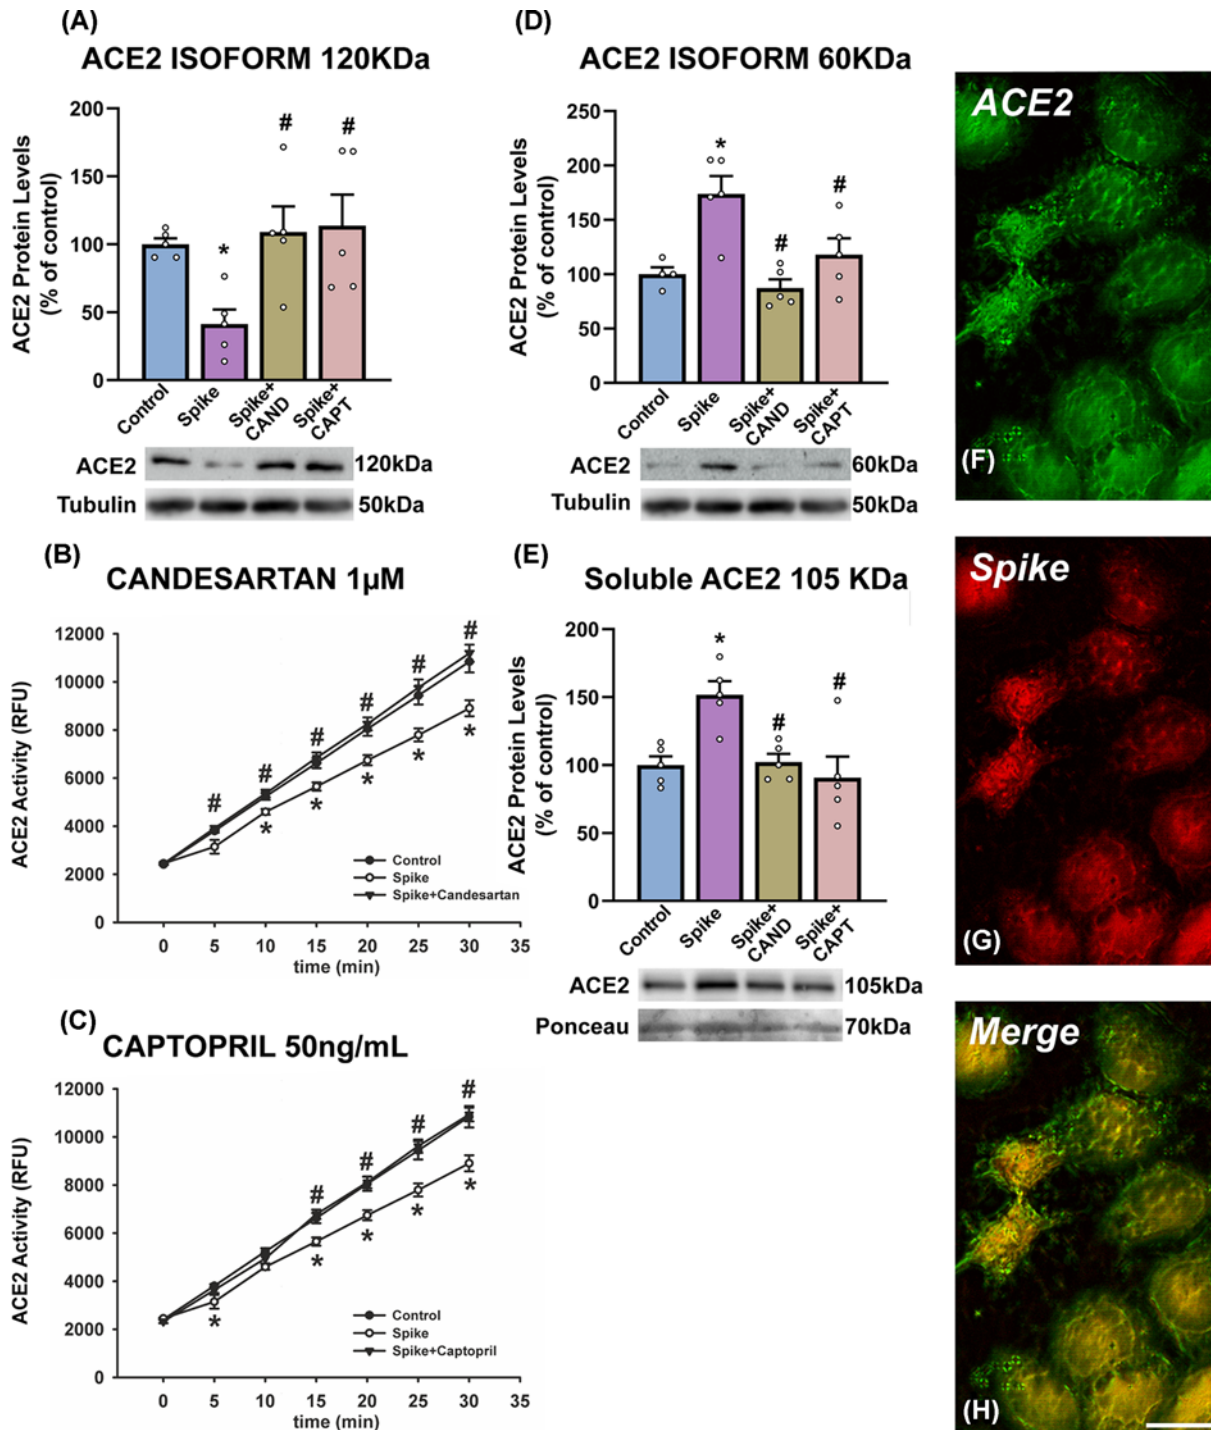 (A)
ACE2 ISOFORM 120KDa
ACE2 Protein Levels
(% of control)
200
150
100
50
0
*
#
#
Control
Spike
Spike+
CAND
Spike+
CAPT
ACE2
120kDa
Tubulin
50kDa
(B)
CANDESARTAN 1µM
ACE2 Activity (RFU)
12000
10000
8000
6000
4000
2000
0
# # # # # #
* * * * *
Control
Spike
Spike+Candesartan
0 5 10 15 20 25 30 35
time (min)
(C)
CAPTOPRIL 50ng/mL
ACE2 Activity (RFU)
12000
10000
8000
6000
4000
2000
0
# # # #
* * * * *
Control
Spike
Spike+Captopril
0 5 10 15 20 25 30 35
time (min)
(D)
ACE2 ISOFORM 60KDa
ACE2 Protein Levels
(% of control)
250
200
150
100
50
0
*
#
#
Control
Spike
Spike+
CAND
Spike+
CAPT
ACE2
60kDa
Tubulin
50kDa
(E)
Soluble ACE2 105 KDa
ACE2 Protein Levels
(% of control)
200
150
100
50
0
*
#
#
Control
Spike
Spike+
CAND
Spike+
CAPT
ACE2
105kDa
Ponceau
70kDa
ACE2
(F)
Spike
(G)
Merge
(H)